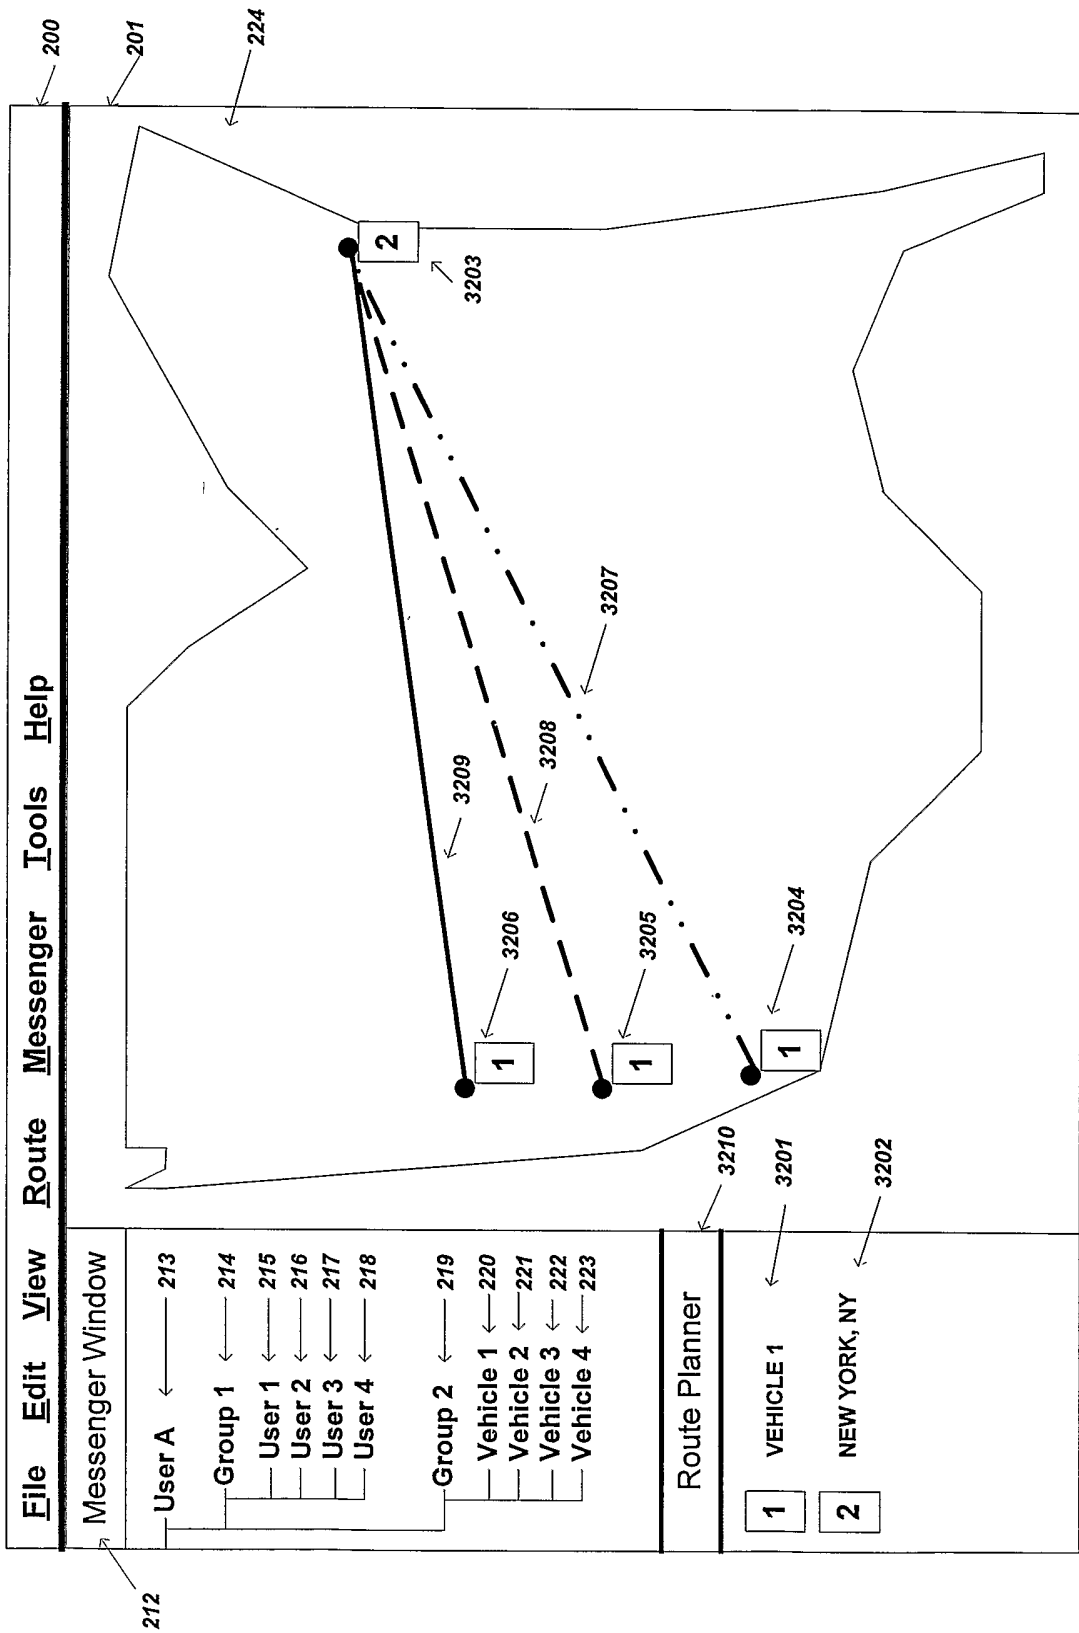 File Edit View Route Messenger Tools Help
200
201
224
Messenger Window
212
User A 213
Group 1 214
User 1 215
User 2 216
User 3 217
User 4 218
Group 2 219
Vehicle 1 220
Vehicle 2 221
Vehicle 3 222
Vehicle 4 223
Route Planner
3210
1 VEHICLE 1 3201
2 NEW YORK, NY 3202
2
3203
3209
3208
3207
1
3206
1
3205
1
3204